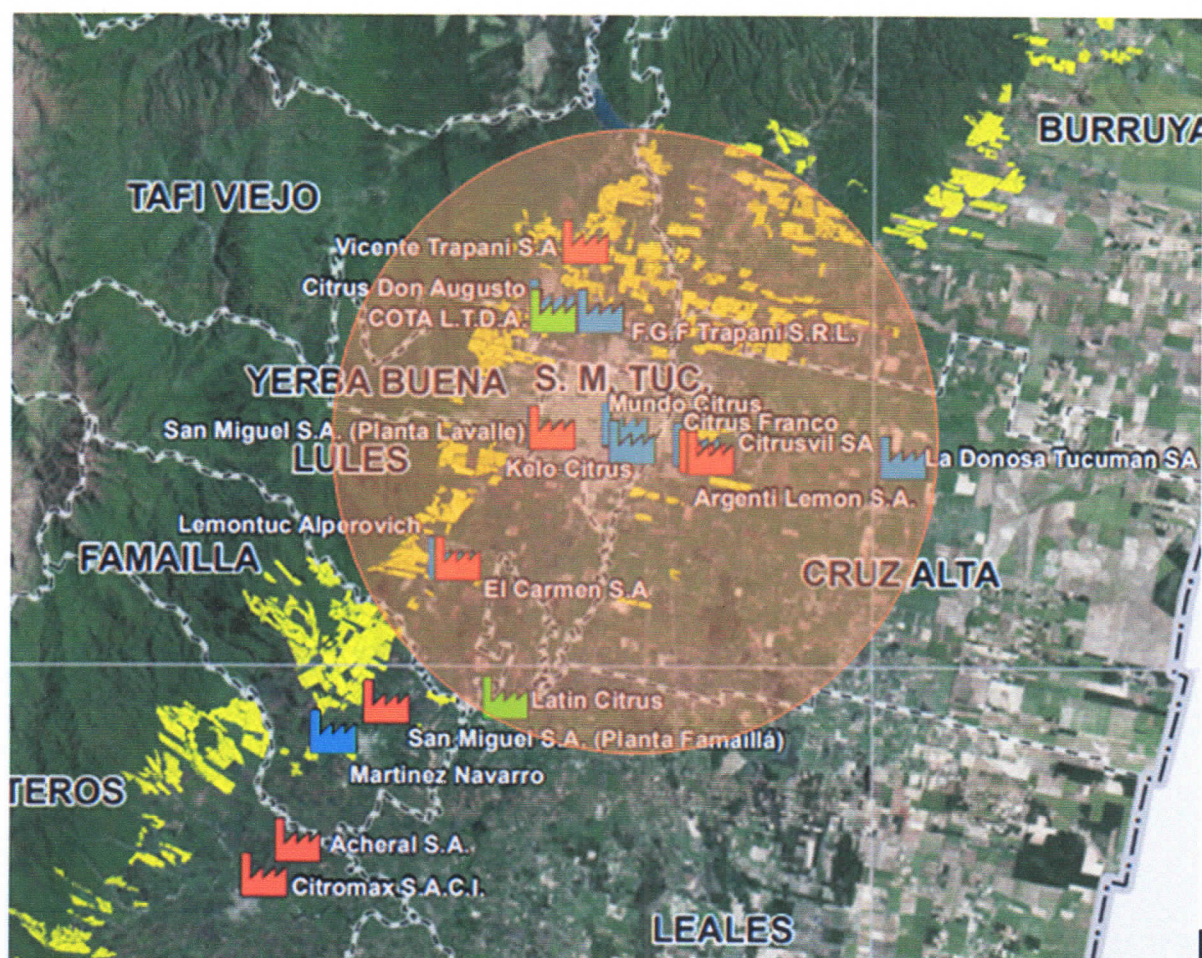 BURRUYA
TAFI VIEJO
Vicente Trapani S.A
Citrus Don Augusto
COTA L.T.D.A
F.G.F Trapani S.R.L.
YERBA BUENA
S. M. TUC.
Mundo Citrus
Citrus Franco
San Miguel S.A. (Planta Lavalle)
Citrusvil SA
LULES
Kelo Citrus
La Donosa Tucuman SA
Argenti Lemon S.A.
Lemontuc Alperovich
FAMAILLA
CRUZ ALTA
El Carmen S.A
Latin Citrus
San Miguel S.A. (Planta Famaillá)
Martinez Navarro
TEROS
Acheral S.A.
Citromax S.A.C.I.
LEALES